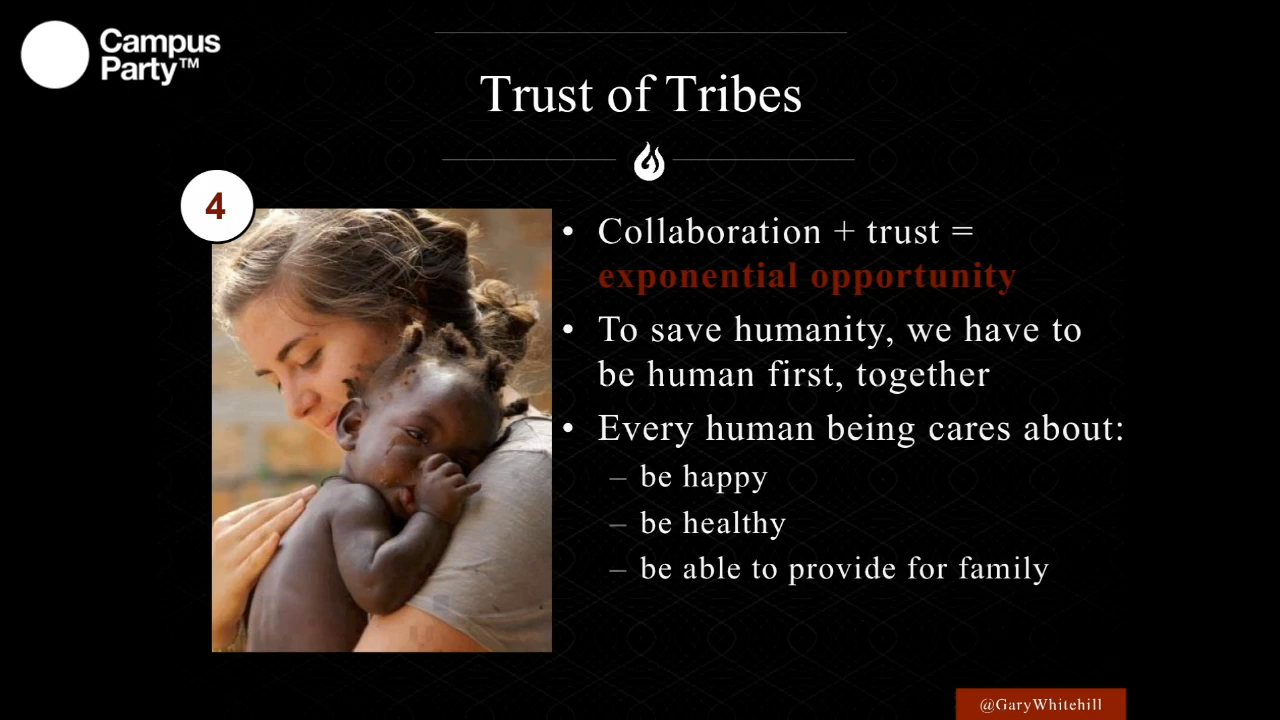 Campus
Party™
Trust of Tribes
4
• Collaboration + trust =
exponential opportunity
• To save humanity, we have to
be human first, together
• Every human being cares about:
– be happy
– be healthy
– be able to provide for family
@GaryWhitehill